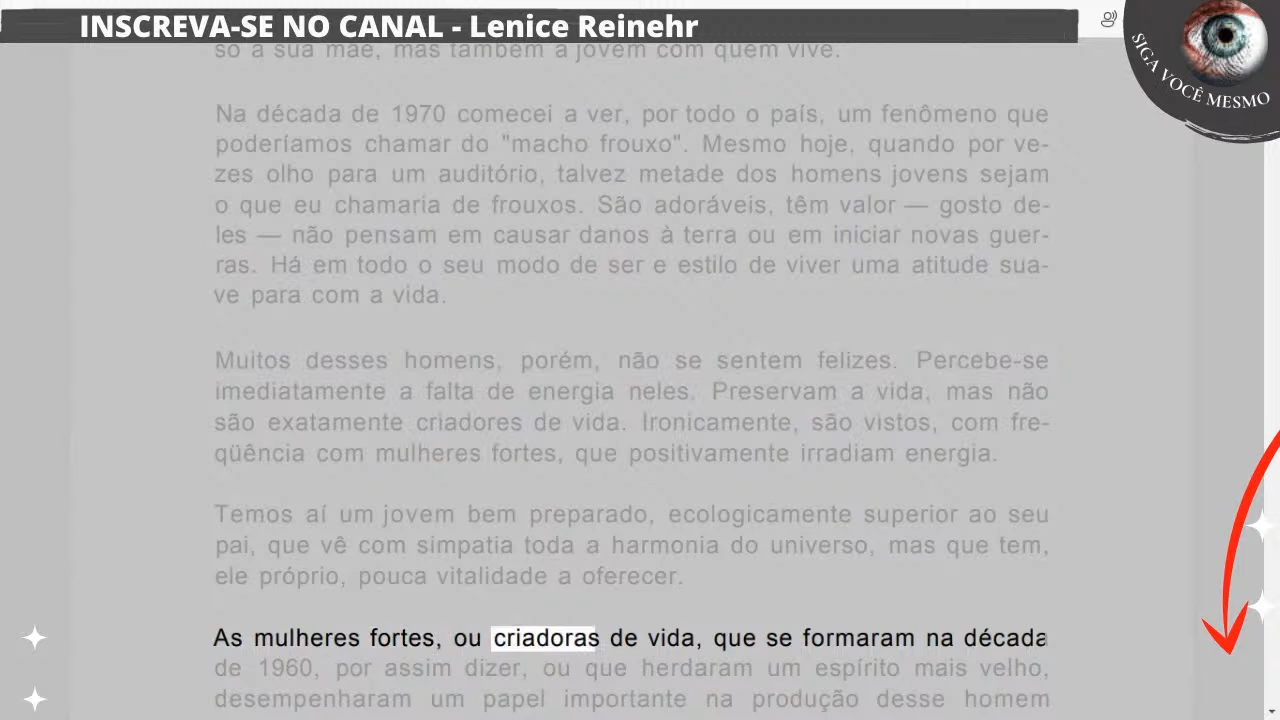 INSCREVA-SE NO CANAL - Lenice Reinehr
SIGA VOCÊ MESMO
só a sua mãe, mas também a jovem com quem vive.
Na década de 1970 comecei a ver, por todo o país, um fenômeno que
poderíamos chamar do "macho frouxo". Mesmo hoje, quando por ve-
zes olho para um auditório, talvez metade dos homens jovens sejam
o que eu chamaria de frouxos. São adoráveis, têm valor — gosto de-
les — não pensam em causar danos à terra ou em iniciar novas guer-
ras. Há em todo o seu modo de ser e estilo de viver uma atitude sua-
ve para com a vida.
Muitos desses homens, porém, não se sentem felizes. Percebe-se
imediatamente a falta de energia neles. Preservam a vida, mas não
são exatamente criadores de vida. Ironicamente, são vistos, com fre-
qüência com mulheres fortes, que positivamente irradiam energia.
Temos aí um jovem bem preparado, ecologicamente superior ao seu
pai, que vê com simpatia toda a harmonia do universo, mas que tem,
ele próprio, pouca vitalidade a oferecer.
As mulheres fortes, ou criadoras de vida, que se formaram na década
de 1960, por assim dizer, ou que herdaram um espírito mais velho,
desempenharam um papel importante na produção desse homem